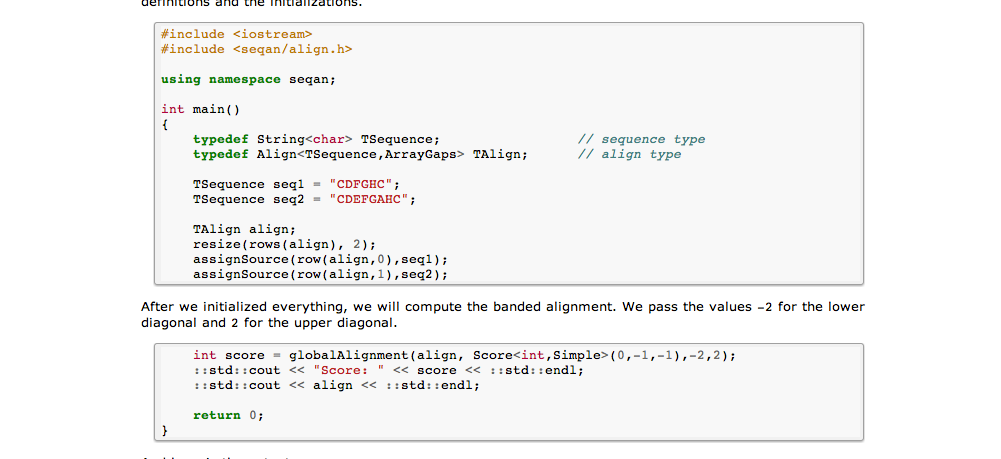 definitions and the initializations.
#include <iostream>
#include <seqan/align.h>
using namespace seqan;
int main()
{
typedef String<char> TSequence; // sequence type
typedef Align<TSequence,ArrayGaps> TAlign; // align type
TSequence seq1 = "CDFGHC";
TSequence seq2 = "CDEFGAHC";
TAlign align;
resize(rows(align), 2);
assignSource(row(align,0),seq1);
assignSource(row(align,1),seq2);
After we initialized everything, we will compute the banded alignment. We pass the values -2 for the lower
diagonal and 2 for the upper diagonal.
int score = globalAlignment(align, Score<int,Simple>(0,-1,-1),-2,2);
::std::cout << "Score: " << score << ::std::endl;
::std::cout << align << ::std::endl;
return 0;
}